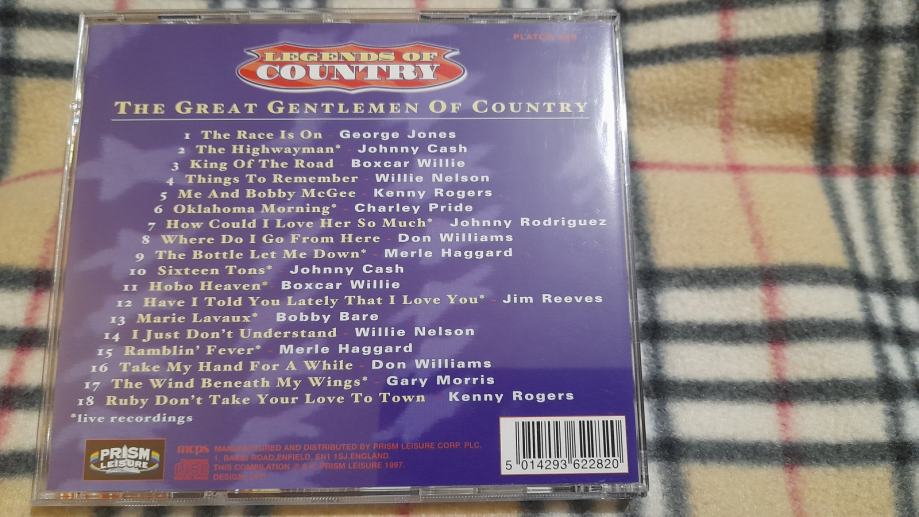 LEGENDS OF
COUNTRY
THE GREAT GENTLEMEN OF COUNTRY
1 The Race Is On - George Jones
2 The Highwayman* - Johnny Cash
3 King Of The Road - Boxcar Willie
4 Things To Remember - Willie Nelson
5 Me And Bobby McGee - Kenny Rogers
6 Oklahoma Morning* - Charley Pride
7 How Could I Love Her So Much* - Johnny Rodriguez
8 Where Do I Go From Here - Don Williams
9 The Bottle Let Me Down* - Merle Haggard
10 Sixteen Tons* - Johnny Cash
11 Hobo Heaven* - Boxcar Willie
12 Have I Told You Lately That I Love You* - Jim Reeves
13 Marie Lavaux* - Bobby Bare
14 I Just Don't Understand - Willie Nelson
15 Ramblin' Fever* - Merle Haggard
16 Take My Hand For A While - Don Williams
17 The Wind Beneath My Wings* - Gary Morris
18 Ruby Don't Take Your Love To Town - Kenny Rogers
*live recordings
PRISM
LEISURE
mcps
MANUFACTURED AND DISTRIBUTED BY PRISM LEISURE CORP. PLC.
1, ROAD, ENFIELD, EN1 1SJ, ENGLAND
THIS COMPILATION PRISM LEISURE 1997.
DESIGN:
5 014293 622820